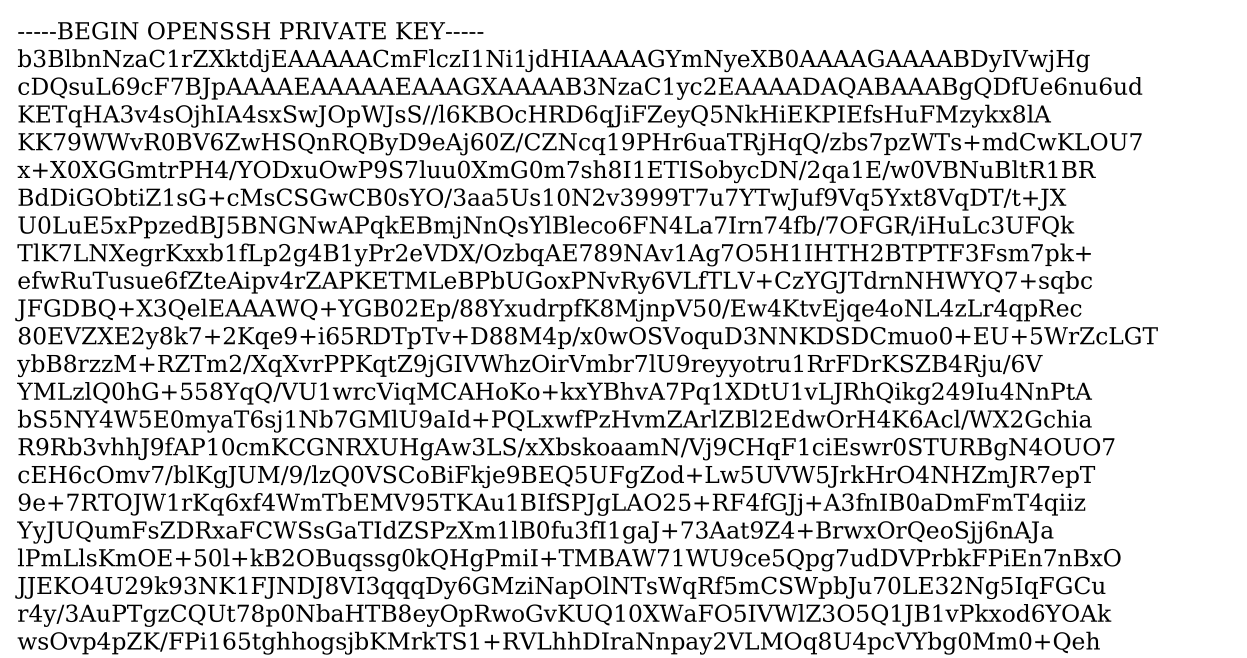 -----BEGIN OPENSSH PRIVATE KEY-----
b3BlbnNzaC1rZXktdjEAAAAACmFlczI1Ni1jdHIAAAAGYmNyeXB0AAAAGAAAABDyIVwjHg
cDQsuL69cF7BJpAAAAEAAAAAEAAAGXAAAAB3NzaC1yc2EAAAADAQABAAABgQDfUe6nu6ud
KETqHA3v4sOjhIA4sxSwJOpWJsS//l6KBOcHRD6qJiFZeyQ5NkHiEKPIEfsHuFMzykx8lA
KK79WWvR0BV6ZwHSQnRQByD9eAj60Z/CZNcq19PHr6uaTRjHqQ/zbs7pzWTs+mdCwKLOU7
x+X0XGGmtrPH4/YODxuOwP9S7luu0XmG0m7sh8I1ETISobycDN/2qa1E/w0VBNuBltR1BR
BdDiGObtiZ1sG+cMsCSGwCB0sYO/3aa5Us10N2v3999T7u7YTwJuf9Vq5Yxt8VqDT/t+JX
U0LuE5xPpzedBJ5BNGNwAPqkEBmjNnQsYlBleco6FN4La7Irn74fb/7OFGR/iHuLc3UFQk
TlK7LNXegrKxxb1fLp2g4B1yPr2eVDX/OzbqAE789NAv1Ag7O5H1IHTH2BTPTF3Fsm7pk+
efwRuTusue6fZteAipv4rZAPKETMLeBPbUGoxPNvRy6VLfTLV+CzYGJTdrnNHWYQ7+sqbc
JFGDBQ+X3QelEAAAWQ+YGB02Ep/88YxudrpfK8MjnpV50/Ew4KtvEjqe4oNL4zLr4qpRec
80EVZXE2y8k7+2Kqe9+i65RDTpTv+D88M4p/x0wOSVoquD3NNKDSDCmuo0+EU+5WrZcLGT
ybB8rzzM+RZTm2/XqXvrPPKqtZ9jGIVWhzOirVmbr7lU9reyyotru1RrFDrKSZB4Rju/6V
YMLzlQ0hG+558YqQ/VU1wrcViqMCAHoKo+kxYBhvA7Pq1XDtU1vLJRhQikg249Iu4NnPtA
bS5NY4W5E0myaT6sj1Nb7GMlU9aId+PQLxwfPzHvmZArlZBl2EdwOrH4K6Acl/WX2Gchia
R9Rb3vhhJ9fAP10cmKCGNRXUHgAw3LS/xXbskoaamN/Vj9CHqF1ciEswr0STURBgN4OUO7
cEH6cOmv7/blKgJUM/9/lzQ0VSCoBiFkje9BEQ5UFgZod+Lw5UVW5JrkHrO4NHZmJR7epT
9e+7RTOJW1rKq6xf4WmTbEMV95TKAu1BIfSPJgLAO25+RF4fGJj+A3fnIB0aDmFmT4qiiz
YyJUQumFsZDRxaFCWSsGaTIdZSPzXm1lB0fu3fI1gaJ+73Aat9Z4+BrwxOrQeoSjj6nAJa
lPmLlsKmOE+50l+kB2OBuqssg0kQHgPmiI+TMBAW71WU9ce5Qpg7udDVPrbkFPiEn7nBxO
JJEKO4U29k93NK1FJNDJ8VI3qqqDy6GMziNapOlNTsWqRf5mCSWpbJu70LE32Ng5IqFGCu
r4y/3AuPTgzCQUt78p0NbaHTB8eyOpRwoGvKUQ10XWaFO5IVWlZ3O5Q1JB1vPkxod6YOAk
wsOvp4pZK/FPi165tghhogsjbKMrkTS1+RVLhhDIraNnpay2VLMOq8U4pcVYbg0Mm0+Qeh